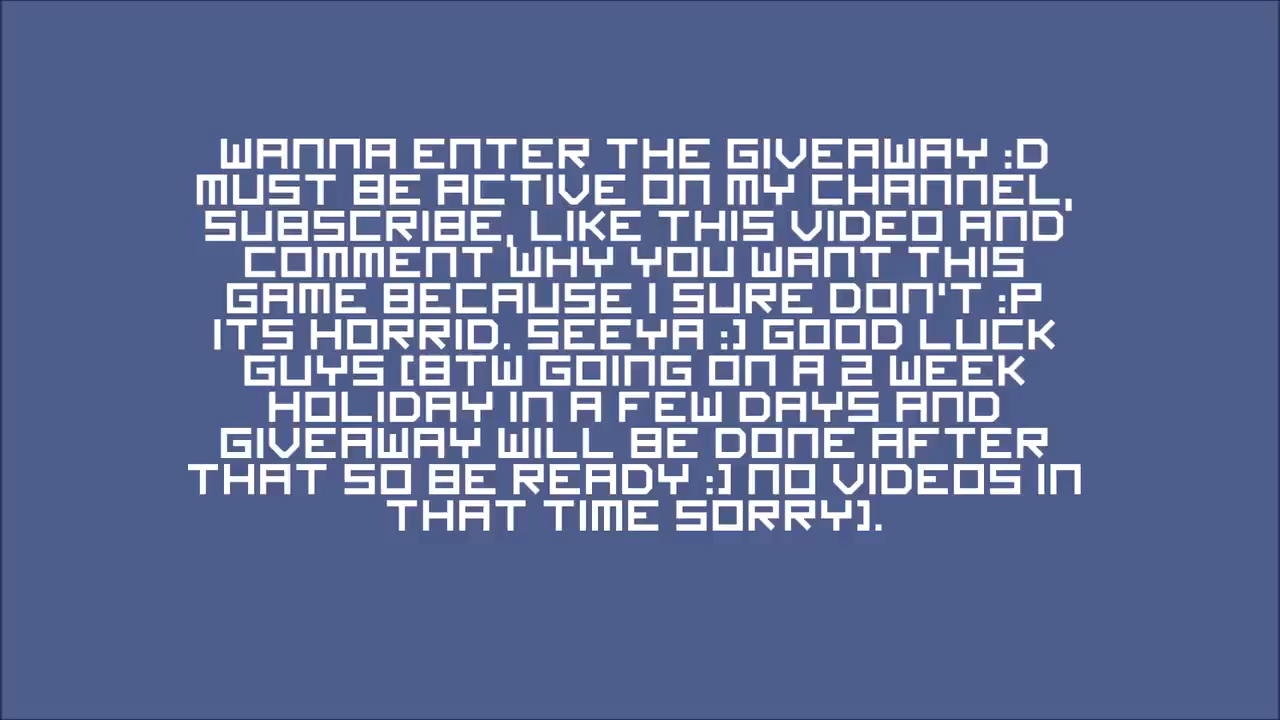 WANNA ENTER THE GIVEAWAY :D
MUST BE ACTIVE ON MY CHANNEL,
SUBSCRIBE, LIKE THIS VIDEO AND
COMMENT WHY YOU WANT THIS
GAME BECAUSE I SURE DON'T :P
ITS HORRID. SEEYA :] GOOD LUCK
GUYS [BTW GOING ON A 2 WEEK
HOLIDAY IN A FEW DAYS AND
GIVEAWAY WILL BE DONE AFTER
THAT SO BE READY :] NO VIDEOS IN
THAT TIME SORRY].